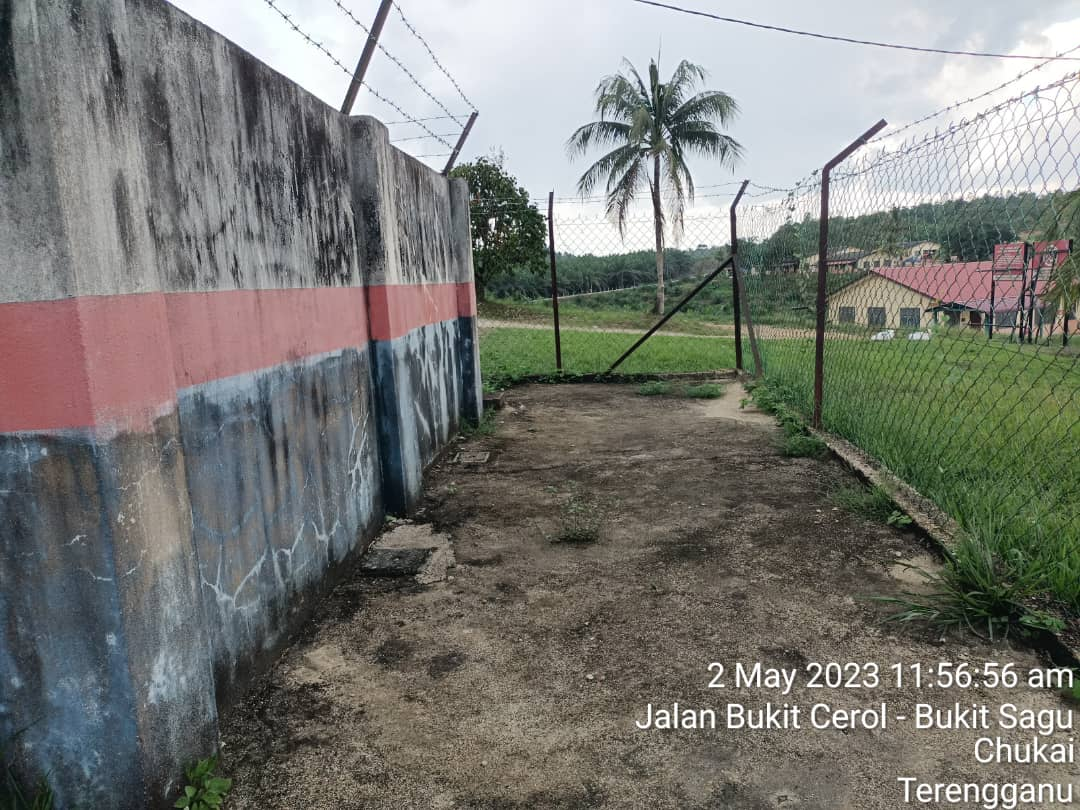 2 May 2023 11:56:56 am
Jalan Bukit Cerol - Bukit Sagu
Chukai
Terengganu